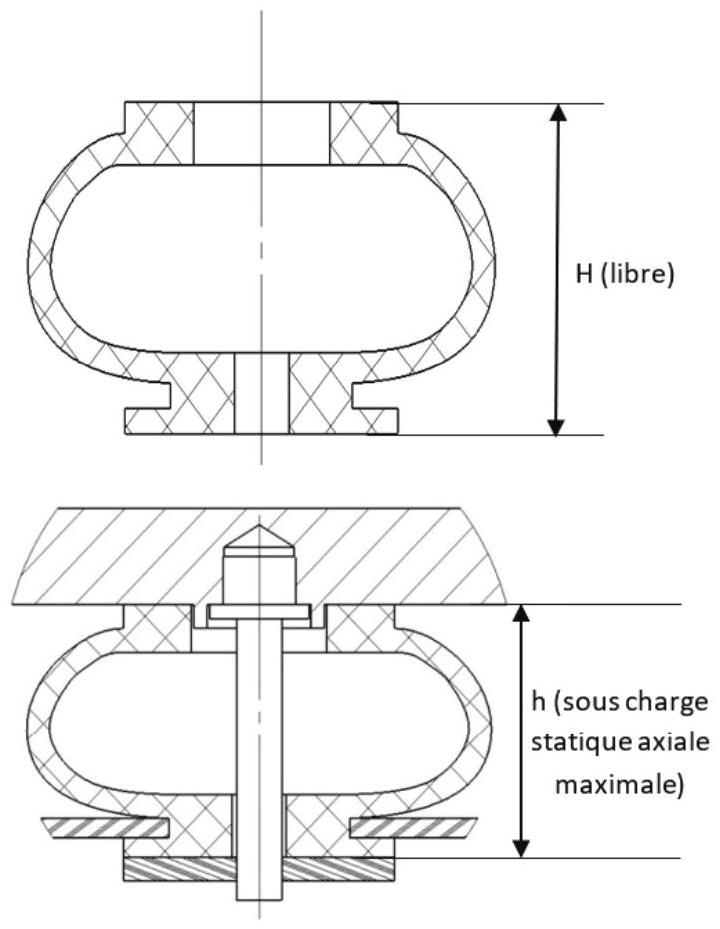 H (libre)
h (sous charge
statique axiale
maximale)